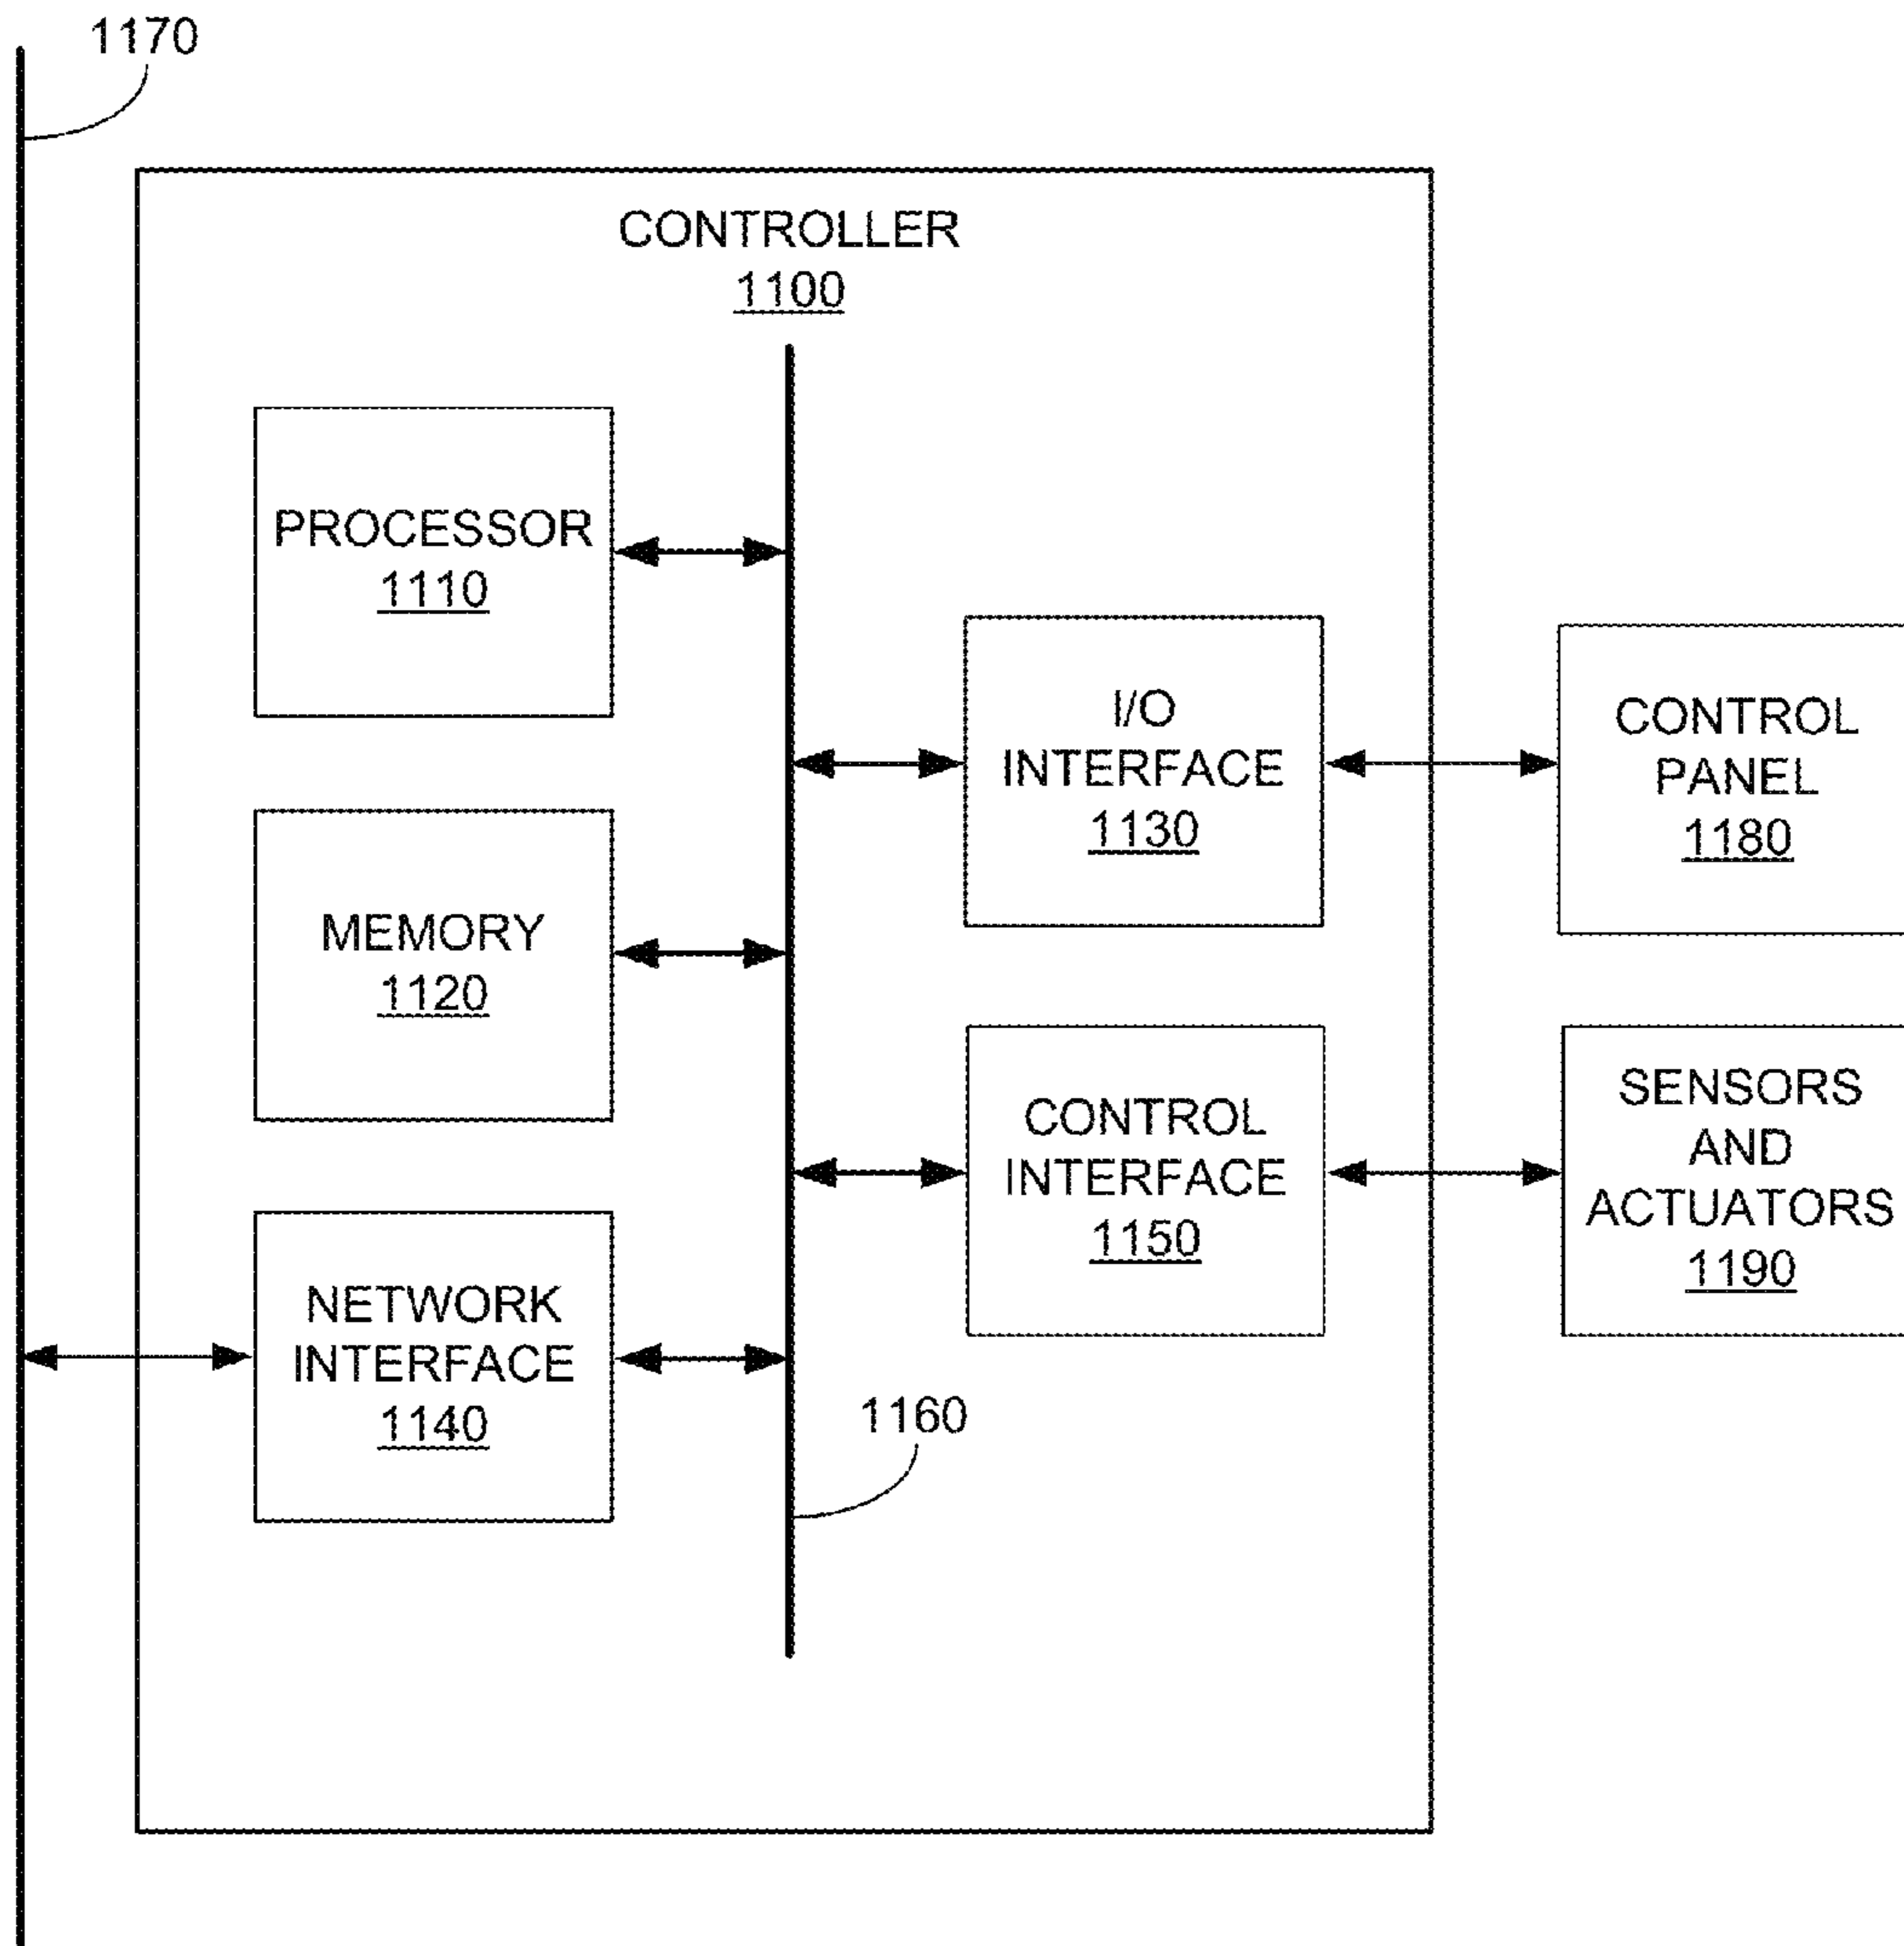 1170
CONTROLLER
1100
PROCESSOR
1110
I/O
INTERFACE
1130
CONTROL
PANEL
1180
MEMORY
1120
CONTROL
INTERFACE
1150
SENSORS
AND
ACTUATORS
1190
NETWORK
INTERFACE
1140
1160